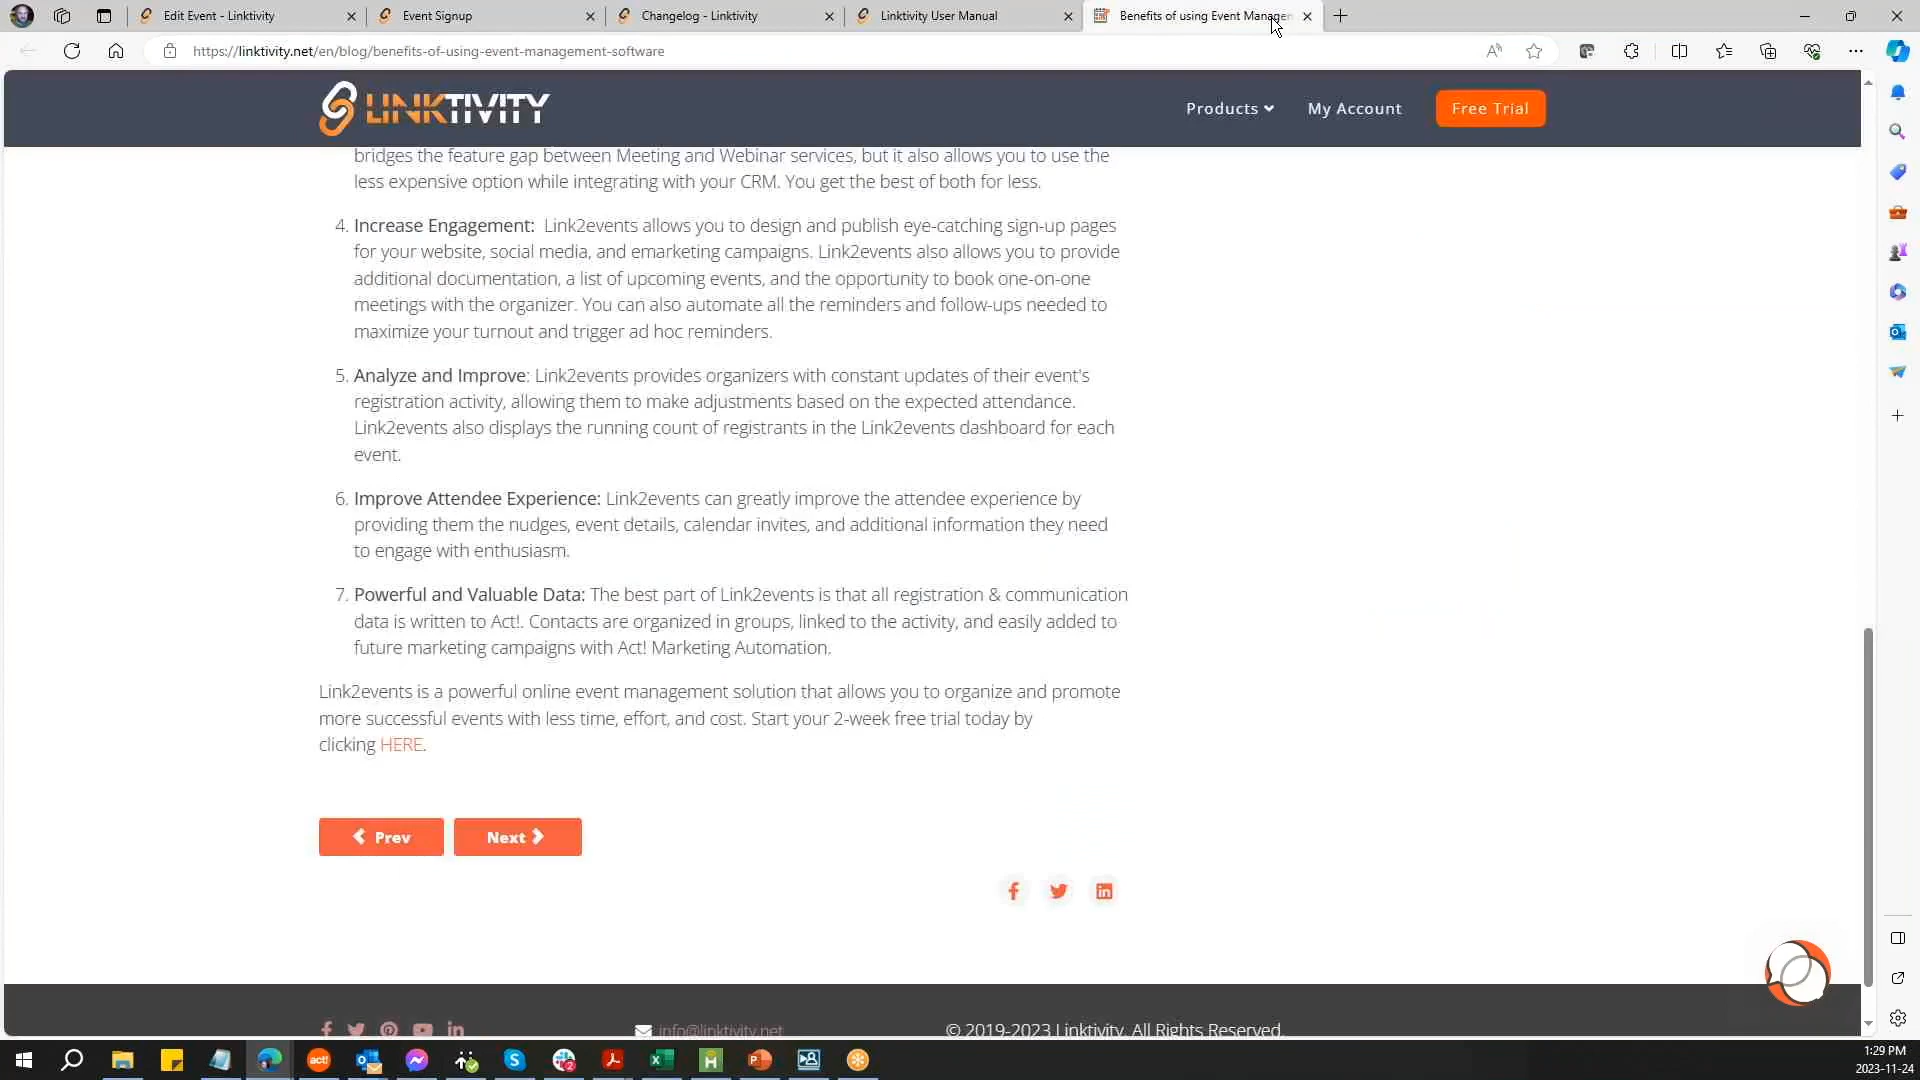 Edit Event - Linktivity
Event Signup
Changelog - Linktivity
Linktivity User Manual
Benefits of using Event Managem
https://linktivity.net/en/blog/benefits-of-using-event-management-software
LINKTIVITY
Products
My Account
Free Trial
bridges the feature gap between Meeting and Webinar services, but it also allows you to use the
less expensive option while integrating with your CRM. You get the best of both for less.
4. Increase Engagement: Link2events allows you to design and publish eye-catching sign-up pages
for your website, social media, and emarketing campaigns. Link2events also allows you to provide
additional documentation, a list of upcoming events, and the opportunity to book one-on-one
meetings with the organizer. You can also automate all the reminders and follow-ups needed to
maximize your turnout and trigger ad hoc reminders.
5. Analyze and Improve: Link2events provides organizers with constant updates of their event's
registration activity, allowing them to make adjustments based on the expected attendance.
Link2events also displays the running count of registrants in the Link2events dashboard for each
event.
6. Improve Attendee Experience: Link2events can greatly improve the attendee experience by
providing them the nudges, event details, calendar invites, and additional information they need
to engage with enthusiasm.
7. Powerful and Valuable Data: The best part of Link2events is that all registration & communication
data is written to Act!. Contacts are organized in groups, linked to the activity, and easily added to
future marketing campaigns with Act! Marketing Automation.
Link2events is a powerful online event management solution that allows you to organize and promote
more successful events with less time, effort, and cost. Start your 2-week free trial today by
clicking HERE.
Prev
Next
info@linktivity.net
© 2019-2023 Linktivity. All Rights Reserved.
act!
1:29 PM
2023-11-24